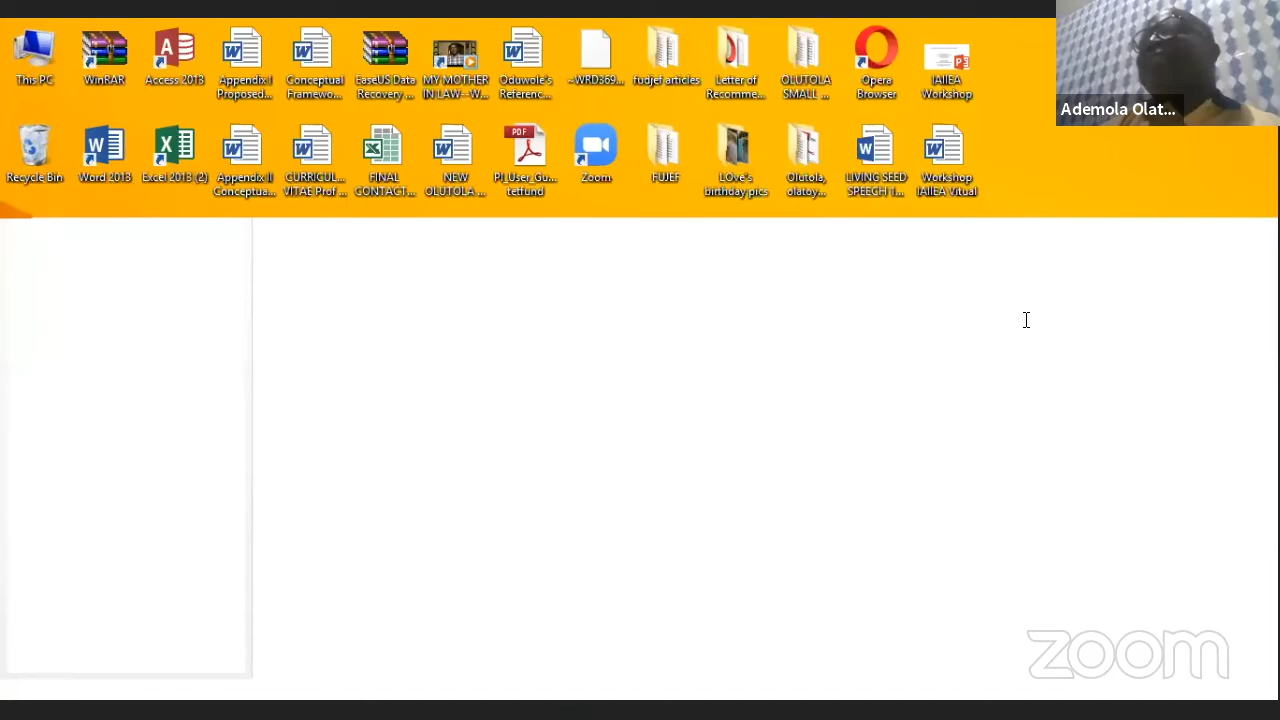 This PC
WinRAR
Access 2013
Appendix I
Proposed...
Conceptual
Framewo...
EaseUS Data
Recovery ...
MY MOTHER
IN LAW--W...
Oduwole's
Referenc...
~WRD369...
fudjef articles
Letter of
Recomme...
OLUTOLA
SMALL ...
Opera
Browser
IAIIEA
Workshop
Ademola Olat...
Recycle Bin
Word 2013
Excel 2013 (2)
Appendix II
Conceptua...
CURRICUL...
VITAE Prof ...
FINAL
CONTACT...
NEW
OLUTOLA ...
PDF
PI_User_Gu...
tetfund
Zoom
FUJEF
LOve's
birthday pics
Olutola,
olatoy...
LIVING SEED
SPEECH 1...
Workshop
IAIIEA Vitual
zoom